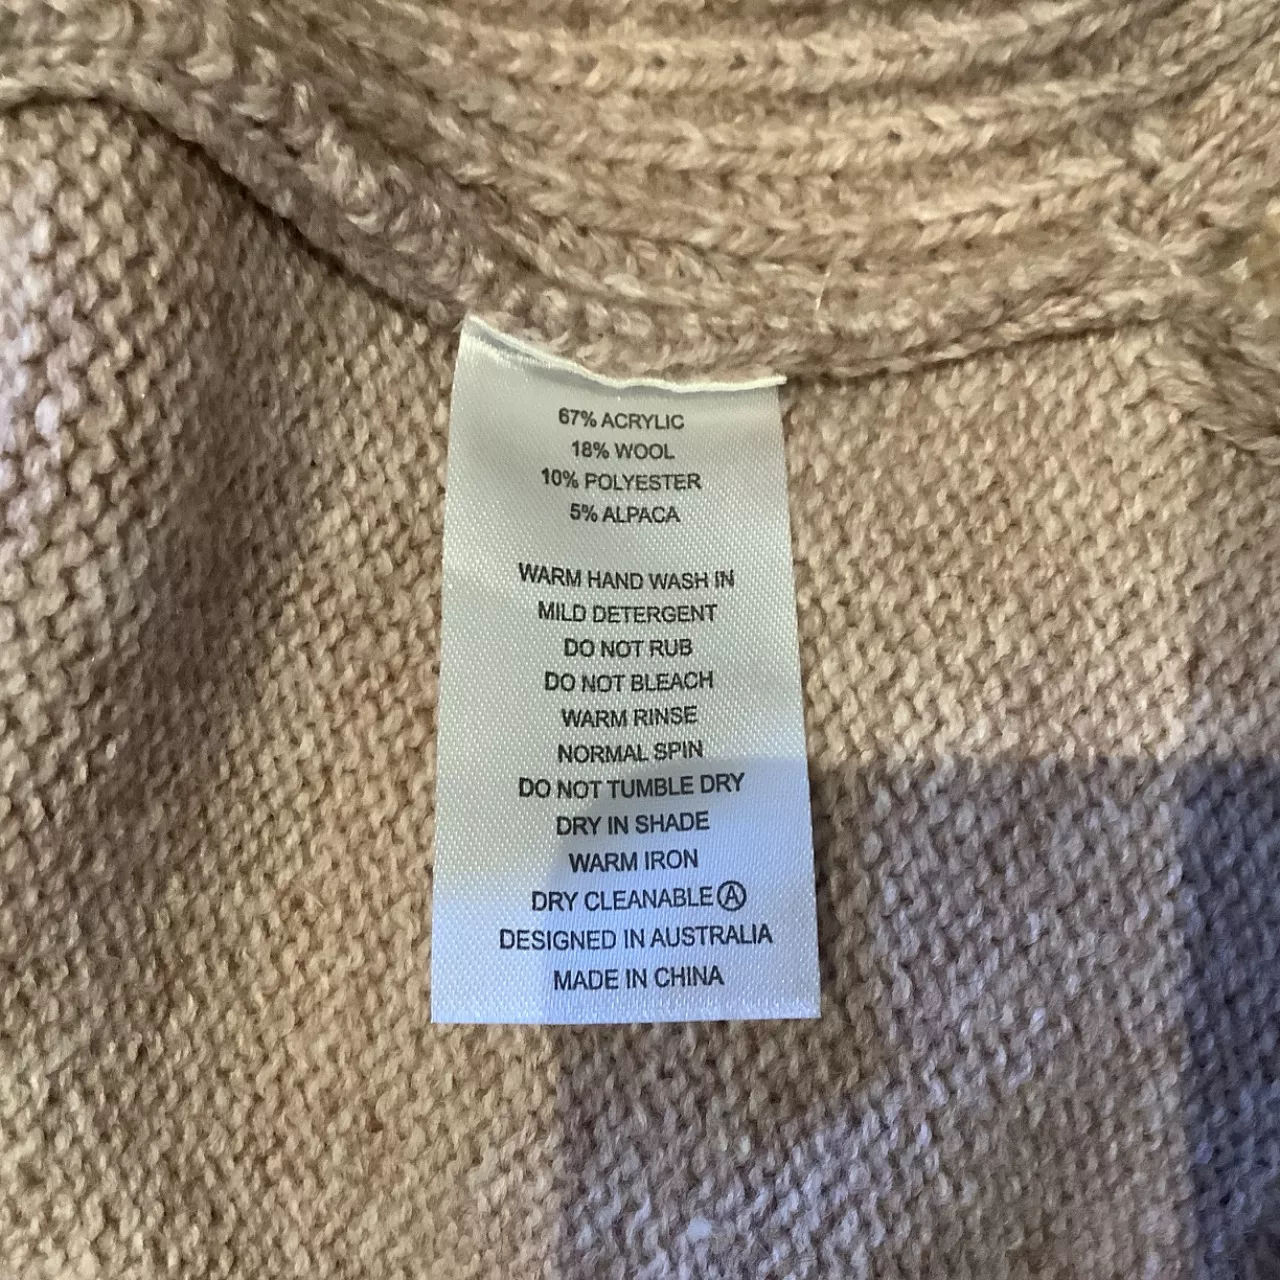 67% ACRYLIC
18% WOOL
10% POLYESTER
5% ALPACA
WARM HAND WASH IN
MILD DETERGENT
DO NOT RUB
DO NOT BLEACH
WARM RINSE
NORMAL SPIN
DO NOT TUMBLE DRY
DRY IN SHADE
WARM IRON
DRY CLEANABLE Ⓐ
DESIGNED IN AUSTRALIA
MADE IN CHINA